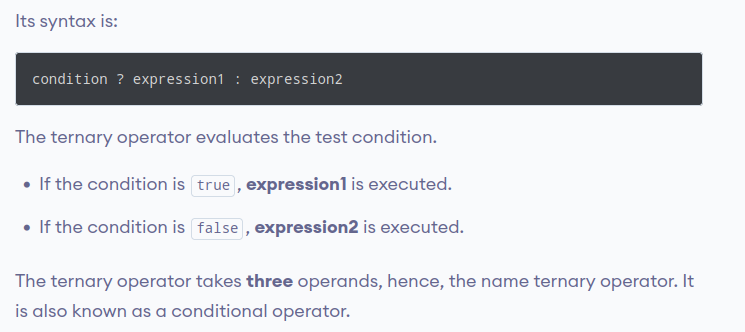 Its syntax is:
condition ? expression1 : expression2
The ternary operator evaluates the test condition.
• If the condition is true, expression1 is executed.
• If the condition is false, expression2 is executed.
The ternary operator takes three operands, hence, the name ternary operator. It
is also known as a conditional operator.